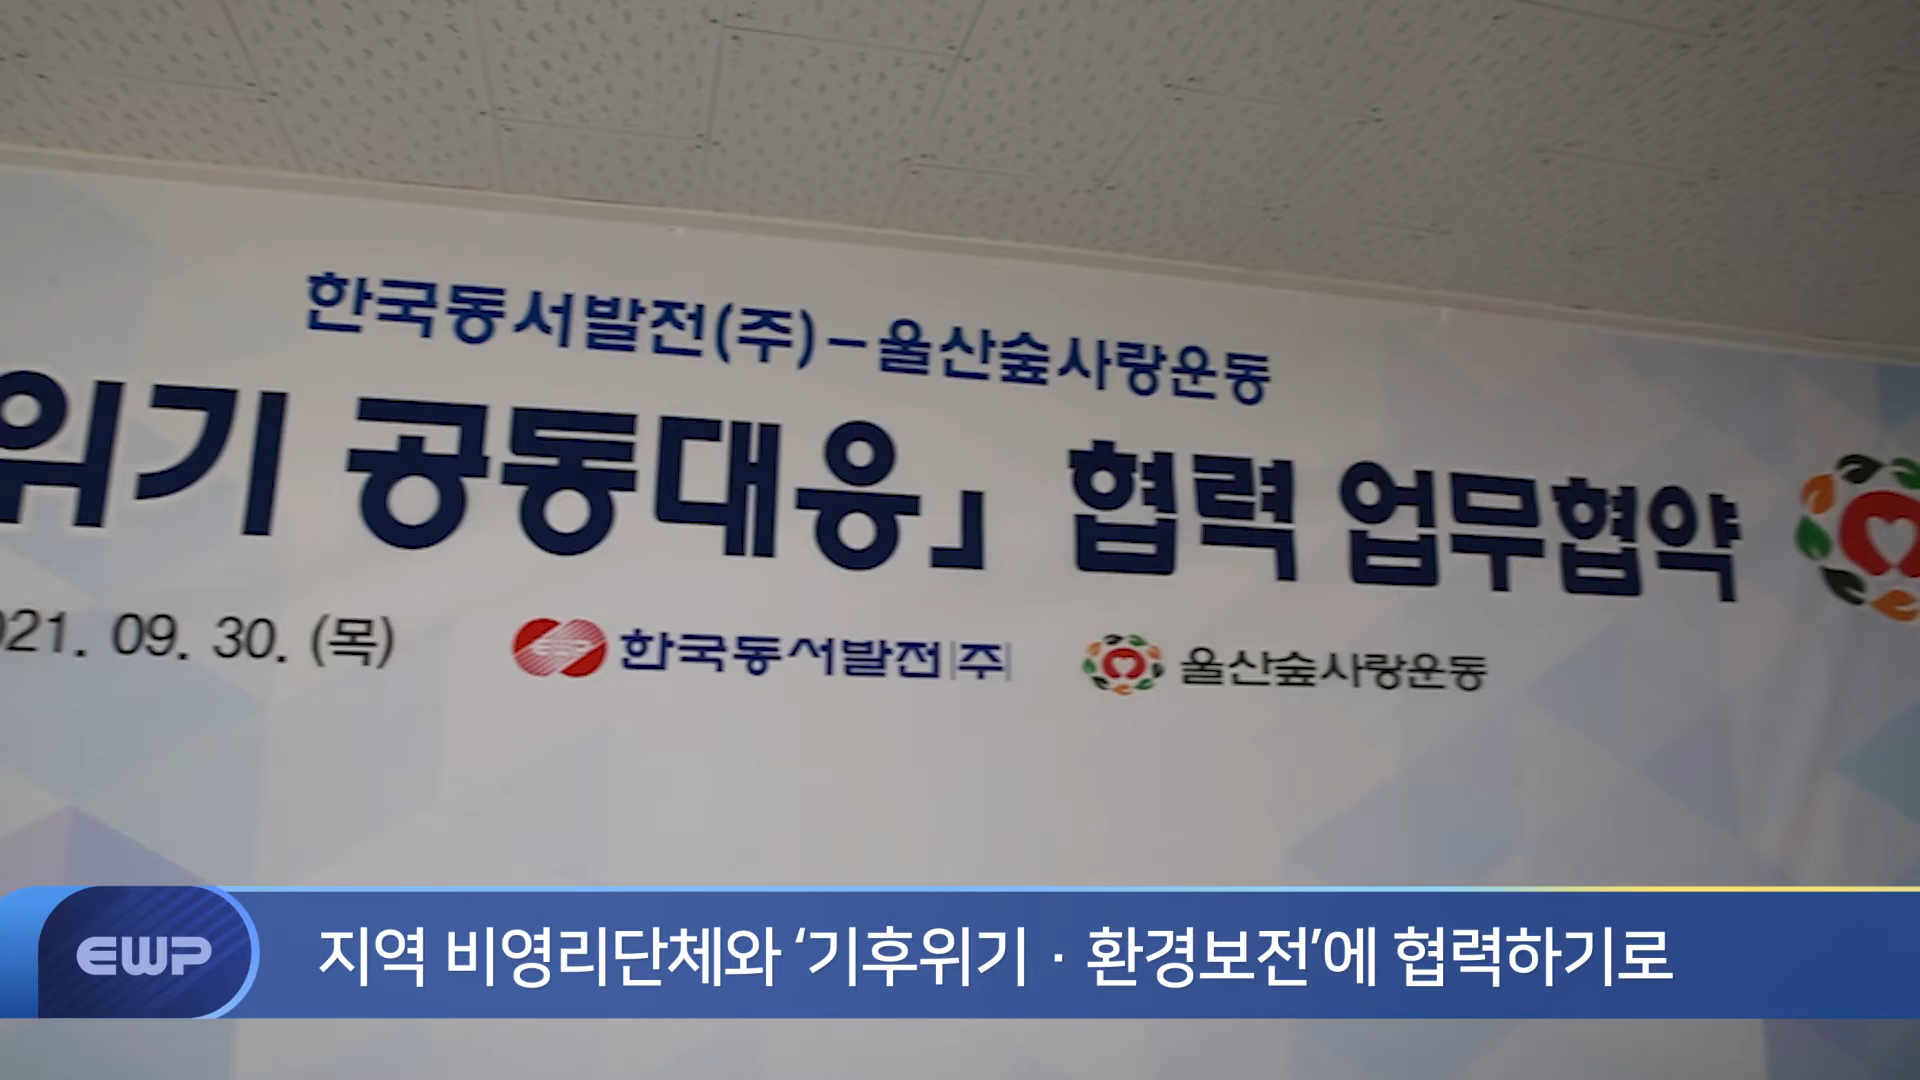 한국동서발전(주)-울산숲사랑운동
위기 공동대응」 협력 업무협약
021. 09. 30. (목)
EWP 한국동서발전(주) 울산숲사랑운동
EWP 지역 비영리단체와 ‘기후위기 · 환경보전’에 협력하기로